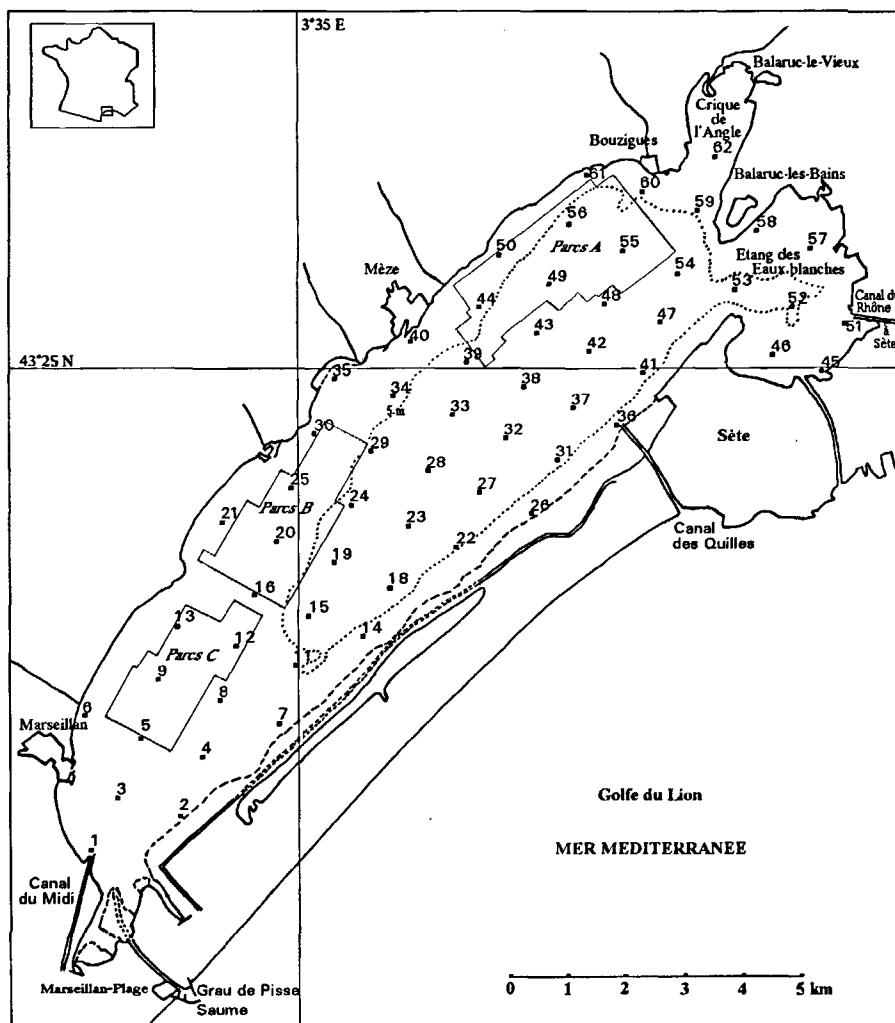 3°35 E
Balaruc-le-Vieux
Crique
de
l'Angle
62
Bouzigues
Balaruc-les-Bains
61
60
59
56
58
Parcs A
55
57
50
Etang des
Eaux blanches
54
Mèze
49
53
44
48
52
Canal du
Rhône
à
Sète
47
51
43
40
42
46
39
43°25 N
41
45
35
38
34
5 m
37
33
36
30
32
Sète
29
31
28
25
27
24
Parcs B
26
21
23
Canal
des Quilles
20
22
19
18
16
15
13
14
12
Parcs C
11
9
8
6
7
Marseillan
5
4
3
Golfe du Lion
2
MER MEDITERRANEE
1
Canal
du Midi
Marseillan-Plage
Grau de Pisse
Saume
0 1 2 3 4 5 km